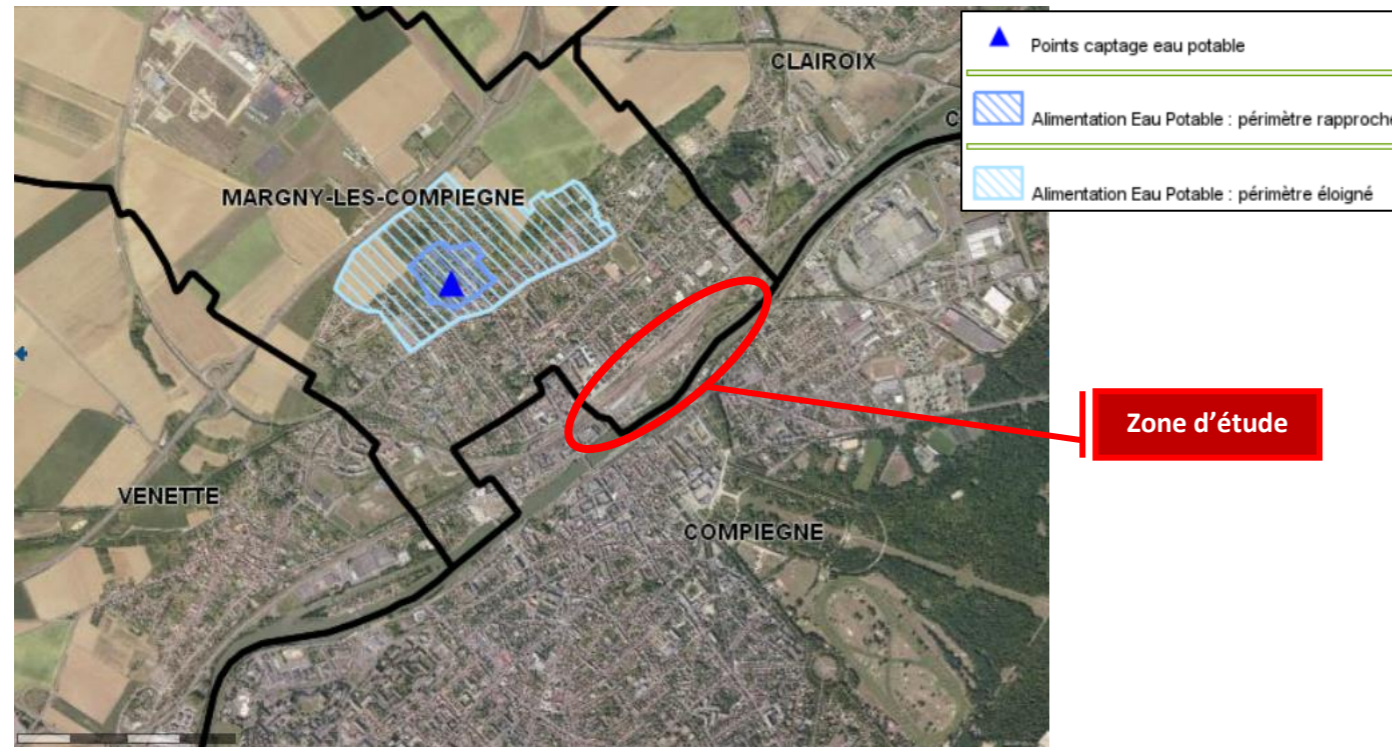 Points captage eau potable
CLAIROIX
C
Alimentation Eau Potable : périmètre rapproché
MARGNY-LES-COMPIEGNE
Alimentation Eau Potable : périmètre éloigné
Zone d'étude
VENETTE
COMPIEGNE